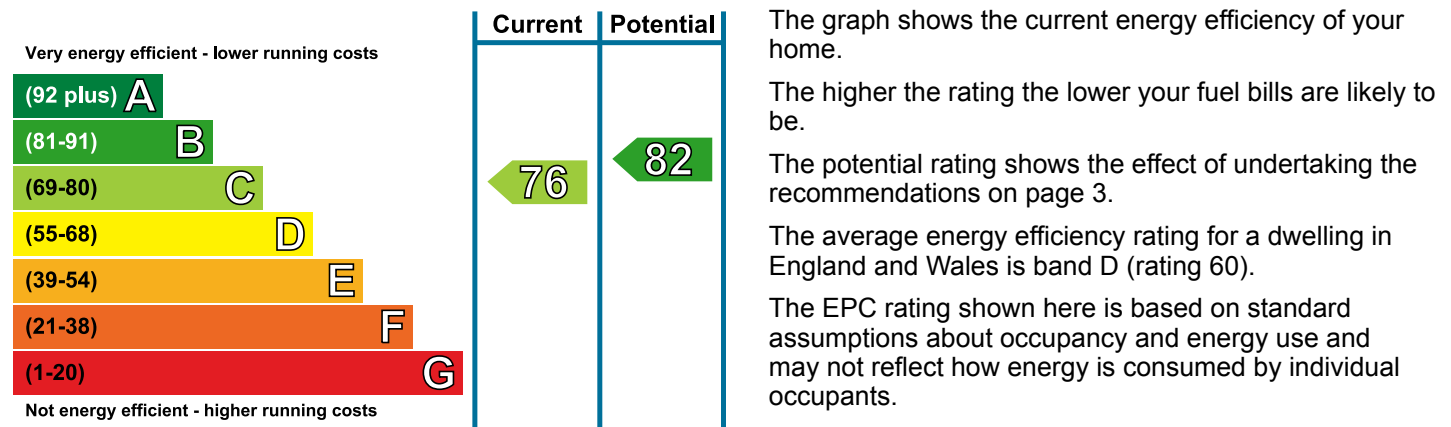 Current Potential
Very energy efficient - lower running costs
(92 plus) A
(81-91) B
(69-80) C
(55-68) D
(39-54) E
(21-38) F
(1-20) G
Not energy efficient - higher running costs
76
82
The graph shows the current energy efficiency of your
home.
The higher the rating the lower your fuel bills are likely to
be.
The potential rating shows the effect of undertaking the
recommendations on page 3.
The average energy efficiency rating for a dwelling in
England and Wales is band D (rating 60).
The EPC rating shown here is based on standard
assumptions about occupancy and energy use and
may not reflect how energy is consumed by individual
occupants.